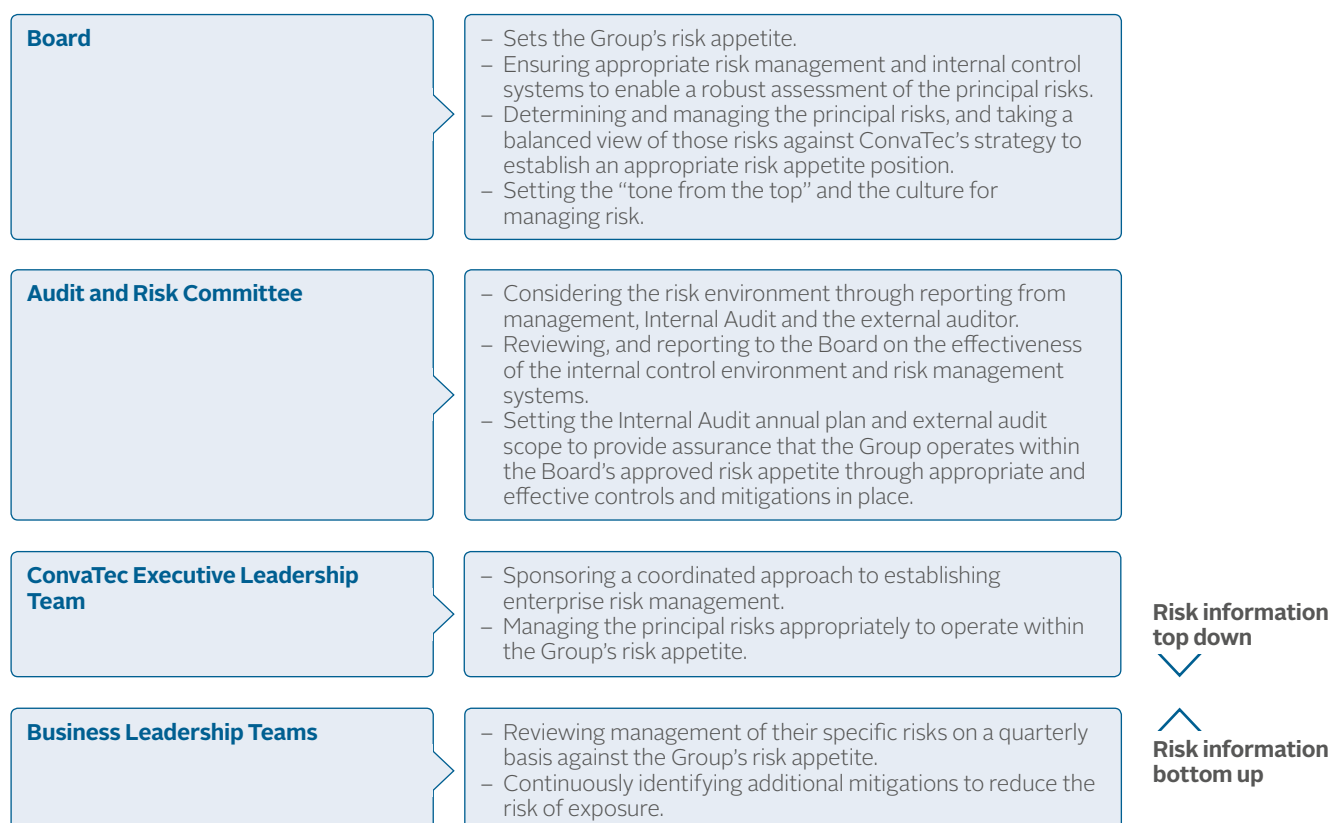 Board
– Sets the Group's risk appetite.
– Ensuring appropriate risk management and internal control
systems to enable a robust assessment of the principal risks.
– Determining and managing the principal risks, and taking a
balanced view of those risks against ConvaTec's strategy to
establish an appropriate risk appetite position.
– Setting the “tone from the top” and the culture for
managing risk.
Audit and Risk Committee
– Considering the risk environment through reporting from
management, Internal Audit and the external auditor.
– Reviewing, and reporting to the Board on the effectiveness
of the internal control environment and risk management
systems.
– Setting the Internal Audit annual plan and external audit
scope to provide assurance that the Group operates within
the Board's approved risk appetite through appropriate and
effective controls and mitigations in place.
ConvaTec Executive Leadership
Team
– Sponsoring a coordinated approach to establishing
enterprise risk management.
– Managing the principal risks appropriately to operate within
the Group's risk appetite.
Risk information
top down
Business Leadership Teams
– Reviewing management of their specific risks on a quarterly
basis against the Group's risk appetite.
– Continuously identifying additional mitigations to reduce the
risk of exposure.
Risk information
bottom up